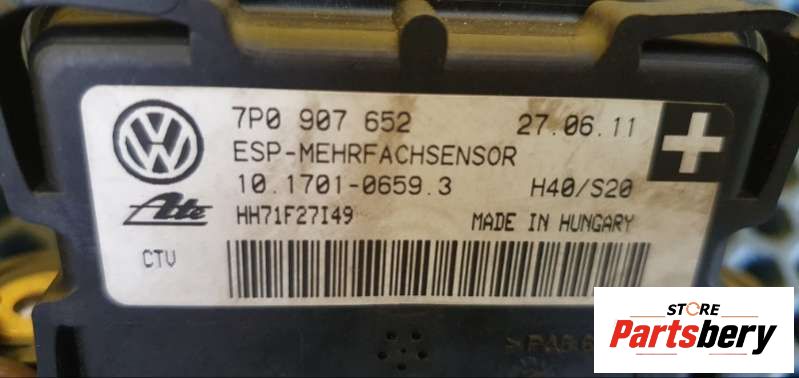 7P0 907 652 27.06.11
ESP-MEHRFACHSENSOR
10.1701-0659.3 H40/S20
Ate HH71F27I49 MADE IN HUNGARY
CTV
STORE
Partsbery